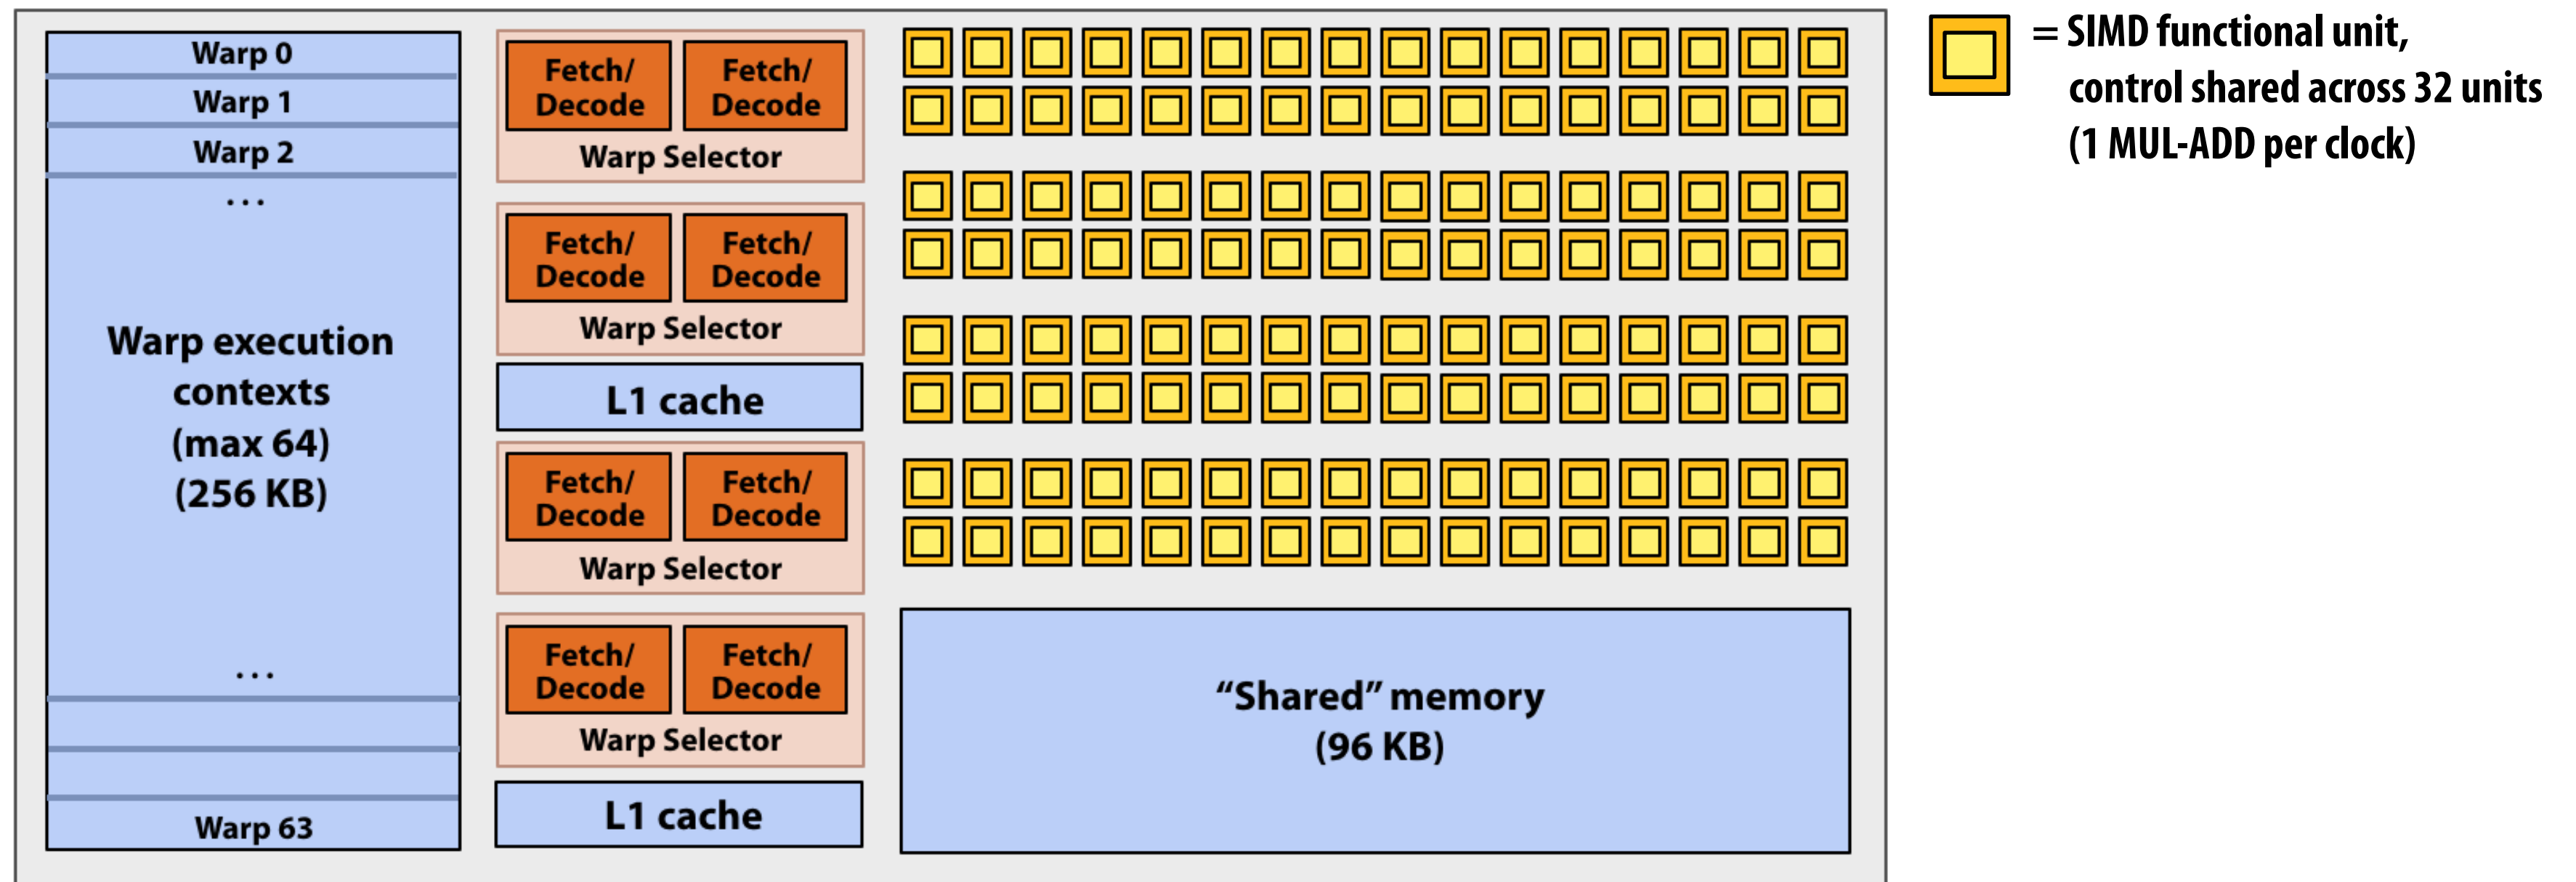 Warp 0
Warp 1
Warp 2
...
Warp execution
contexts
(max 64)
(256 KB)
...
Warp 63
Fetch/
Decode
Fetch/
Decode
Warp Selector
Fetch/
Decode
Fetch/
Decode
Warp Selector
L1 cache
Fetch/
Decode
Fetch/
Decode
Warp Selector
Fetch/
Decode
Fetch/
Decode
Warp Selector
L1 cache
“Shared” memory
(96 KB)
= SIMD functional unit,
control shared across 32 units
(1 MUL-ADD per clock)